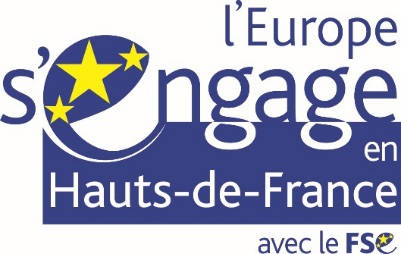 l'Europe
s'engage
en
Hauts-de-France
avec le FSe